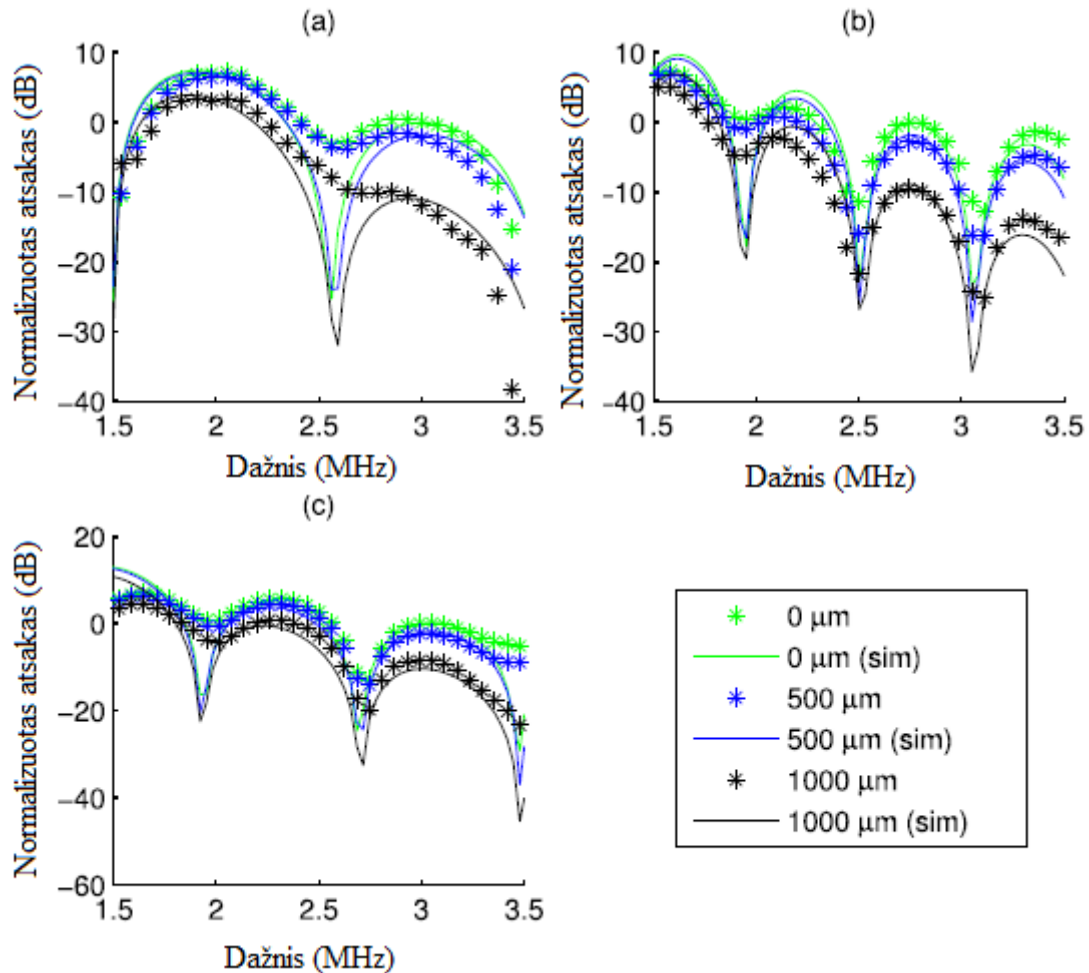 (a)
Normalizuotas atsakas (dB)
10
0
−10
−20
−30
−40
1.5
2
2.5
3
3.5
Dažnis (MHz)
(b)
Normalizuotas atsakas (dB)
10
0
−10
−20
−30
−40
1.5
2
2.5
3
3.5
Dažnis (MHz)
(c)
Normalizuotas atsakas (dB)
20
0
−20
−40
−60
1.5
2
2.5
3
3.5
Dažnis (MHz)
0 μm
0 μm (sim)
500 μm
500 μm (sim)
1000 μm
1000 μm (sim)